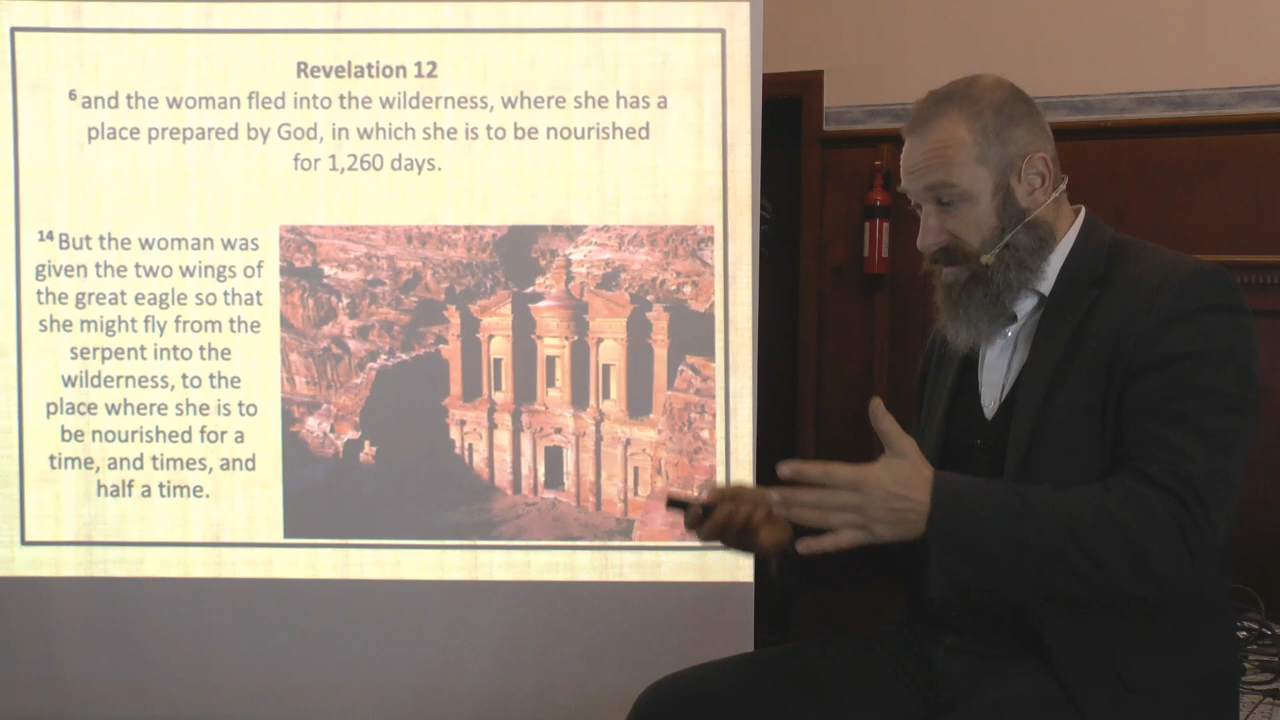 Revelation 12
6 and the woman fled into the wilderness, where she has a
place prepared by God, in which she is to be nourished
for 1,260 days.
14 But the woman was
given the two wings of
the great eagle so that
she might fly from the
serpent into the
wilderness, to the
place where she is to
be nourished for a
time, and times, and
half a time.